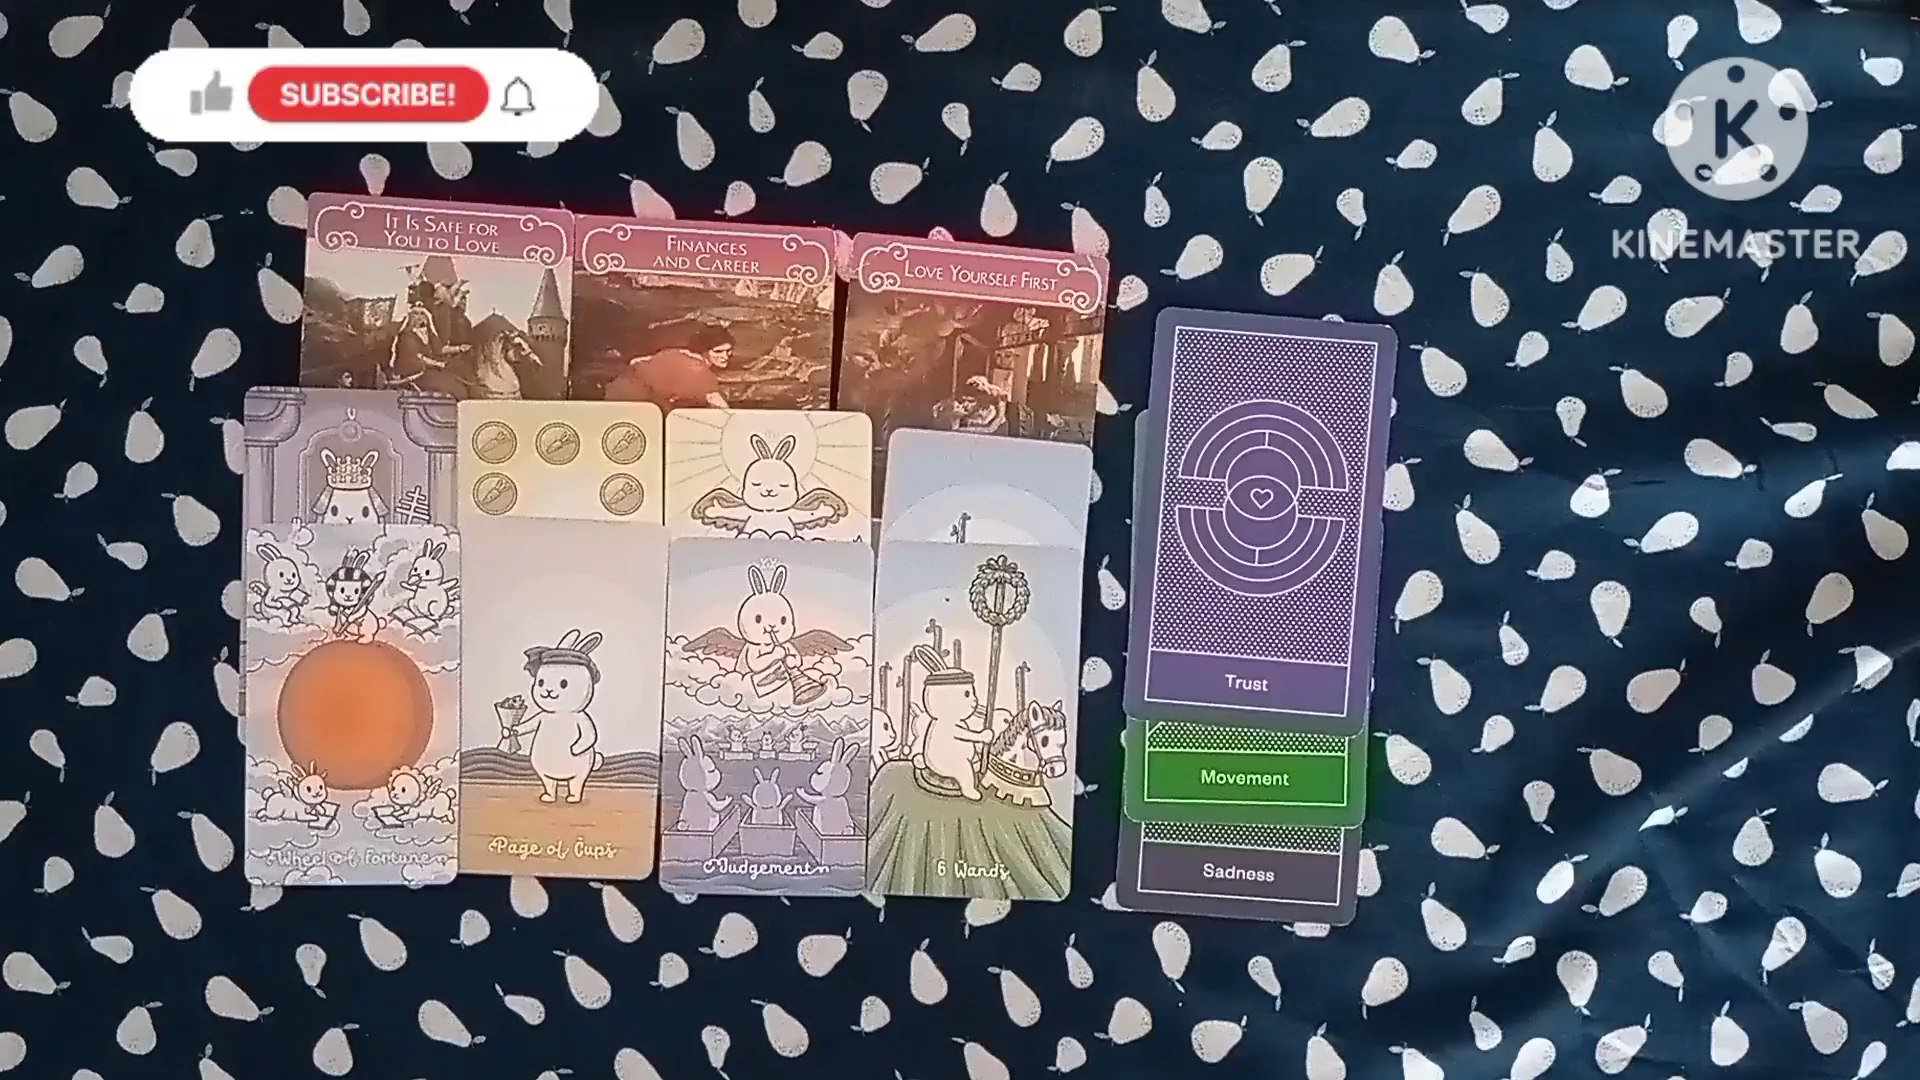 SUBSCRIBE!
K
KINEMASTER
IT IS SAFE FOR
YOU TO LOVE
FINANCES
AND CAREER
LOVE YOURSELF FIRST
Trust
Movement
Sadness
Wheel of Fortune
Page of Cups
Judgement
6 Wands